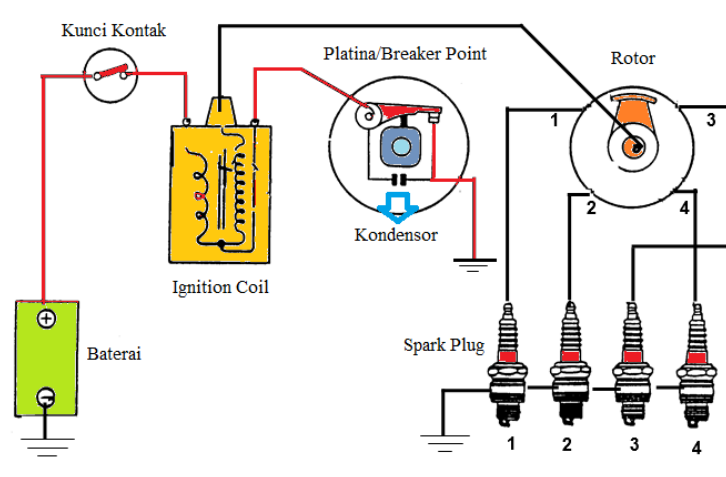 Kunci Kontak
Platina/Breaker Point
Rotor
1
3
2
4
Kondensor
Ignition Coil
Baterai
Spark Plug
1
2
3
4